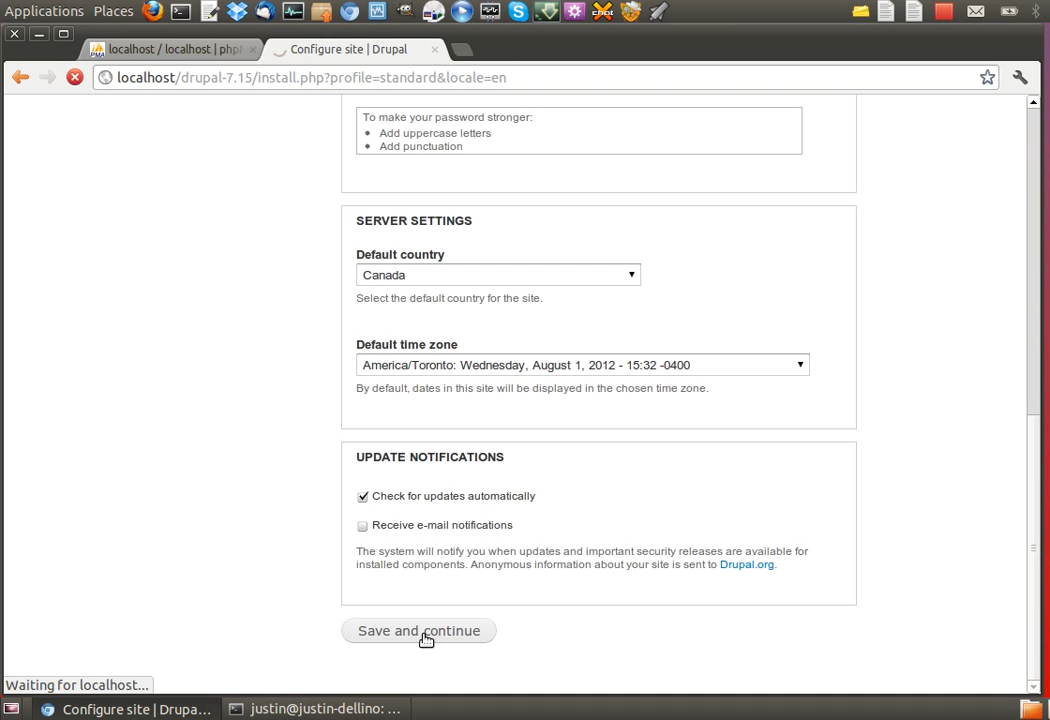 Applications Places
localhost / localhost | phpl
Configure site | Drupal
localhost/drupal-7.15/install.php?profile=standard&locale=en
To make your password stronger:
Add uppercase letters
Add punctuation
SERVER SETTINGS
Default country
Canada
Select the default country for the site.
Default time zone
America/Toronto: Wednesday, August 1, 2012 - 15:32 -0400
By default, dates in this site will be displayed in the chosen time zone.
UPDATE NOTIFICATIONS
Check for updates automatically
Receive e-mail notifications
The system will notify you when updates and important security releases are available for
installed components. Anonymous information about your site is sent to Drupal.org.
Save and continue
Waiting for localhost...
Configure site | Drupa...
justin@justin-dellino: ...